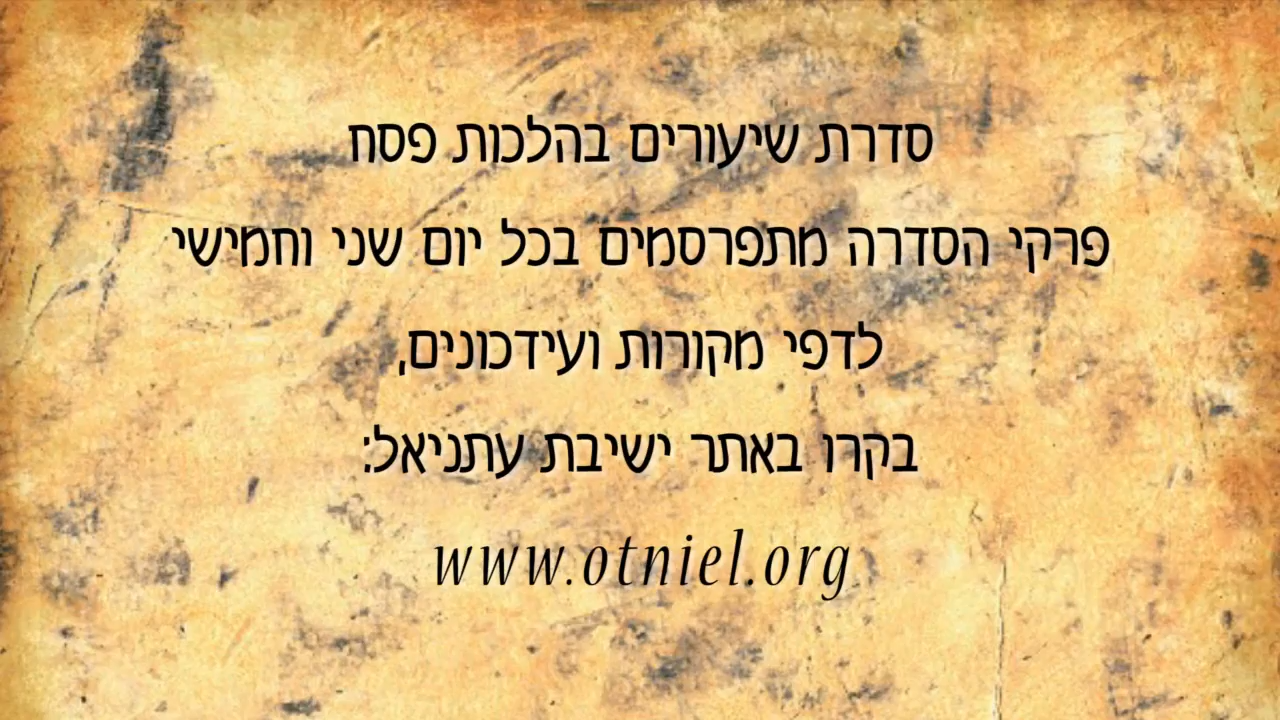 סדרת שיעורים בהלכות פסח
פרקי הסדרה מתפרסמים בכל יום שני וחמישי
לדפי מקורות ועידכונים,
בקרו באתר ישיבת עתניאל:
www.otniel.org